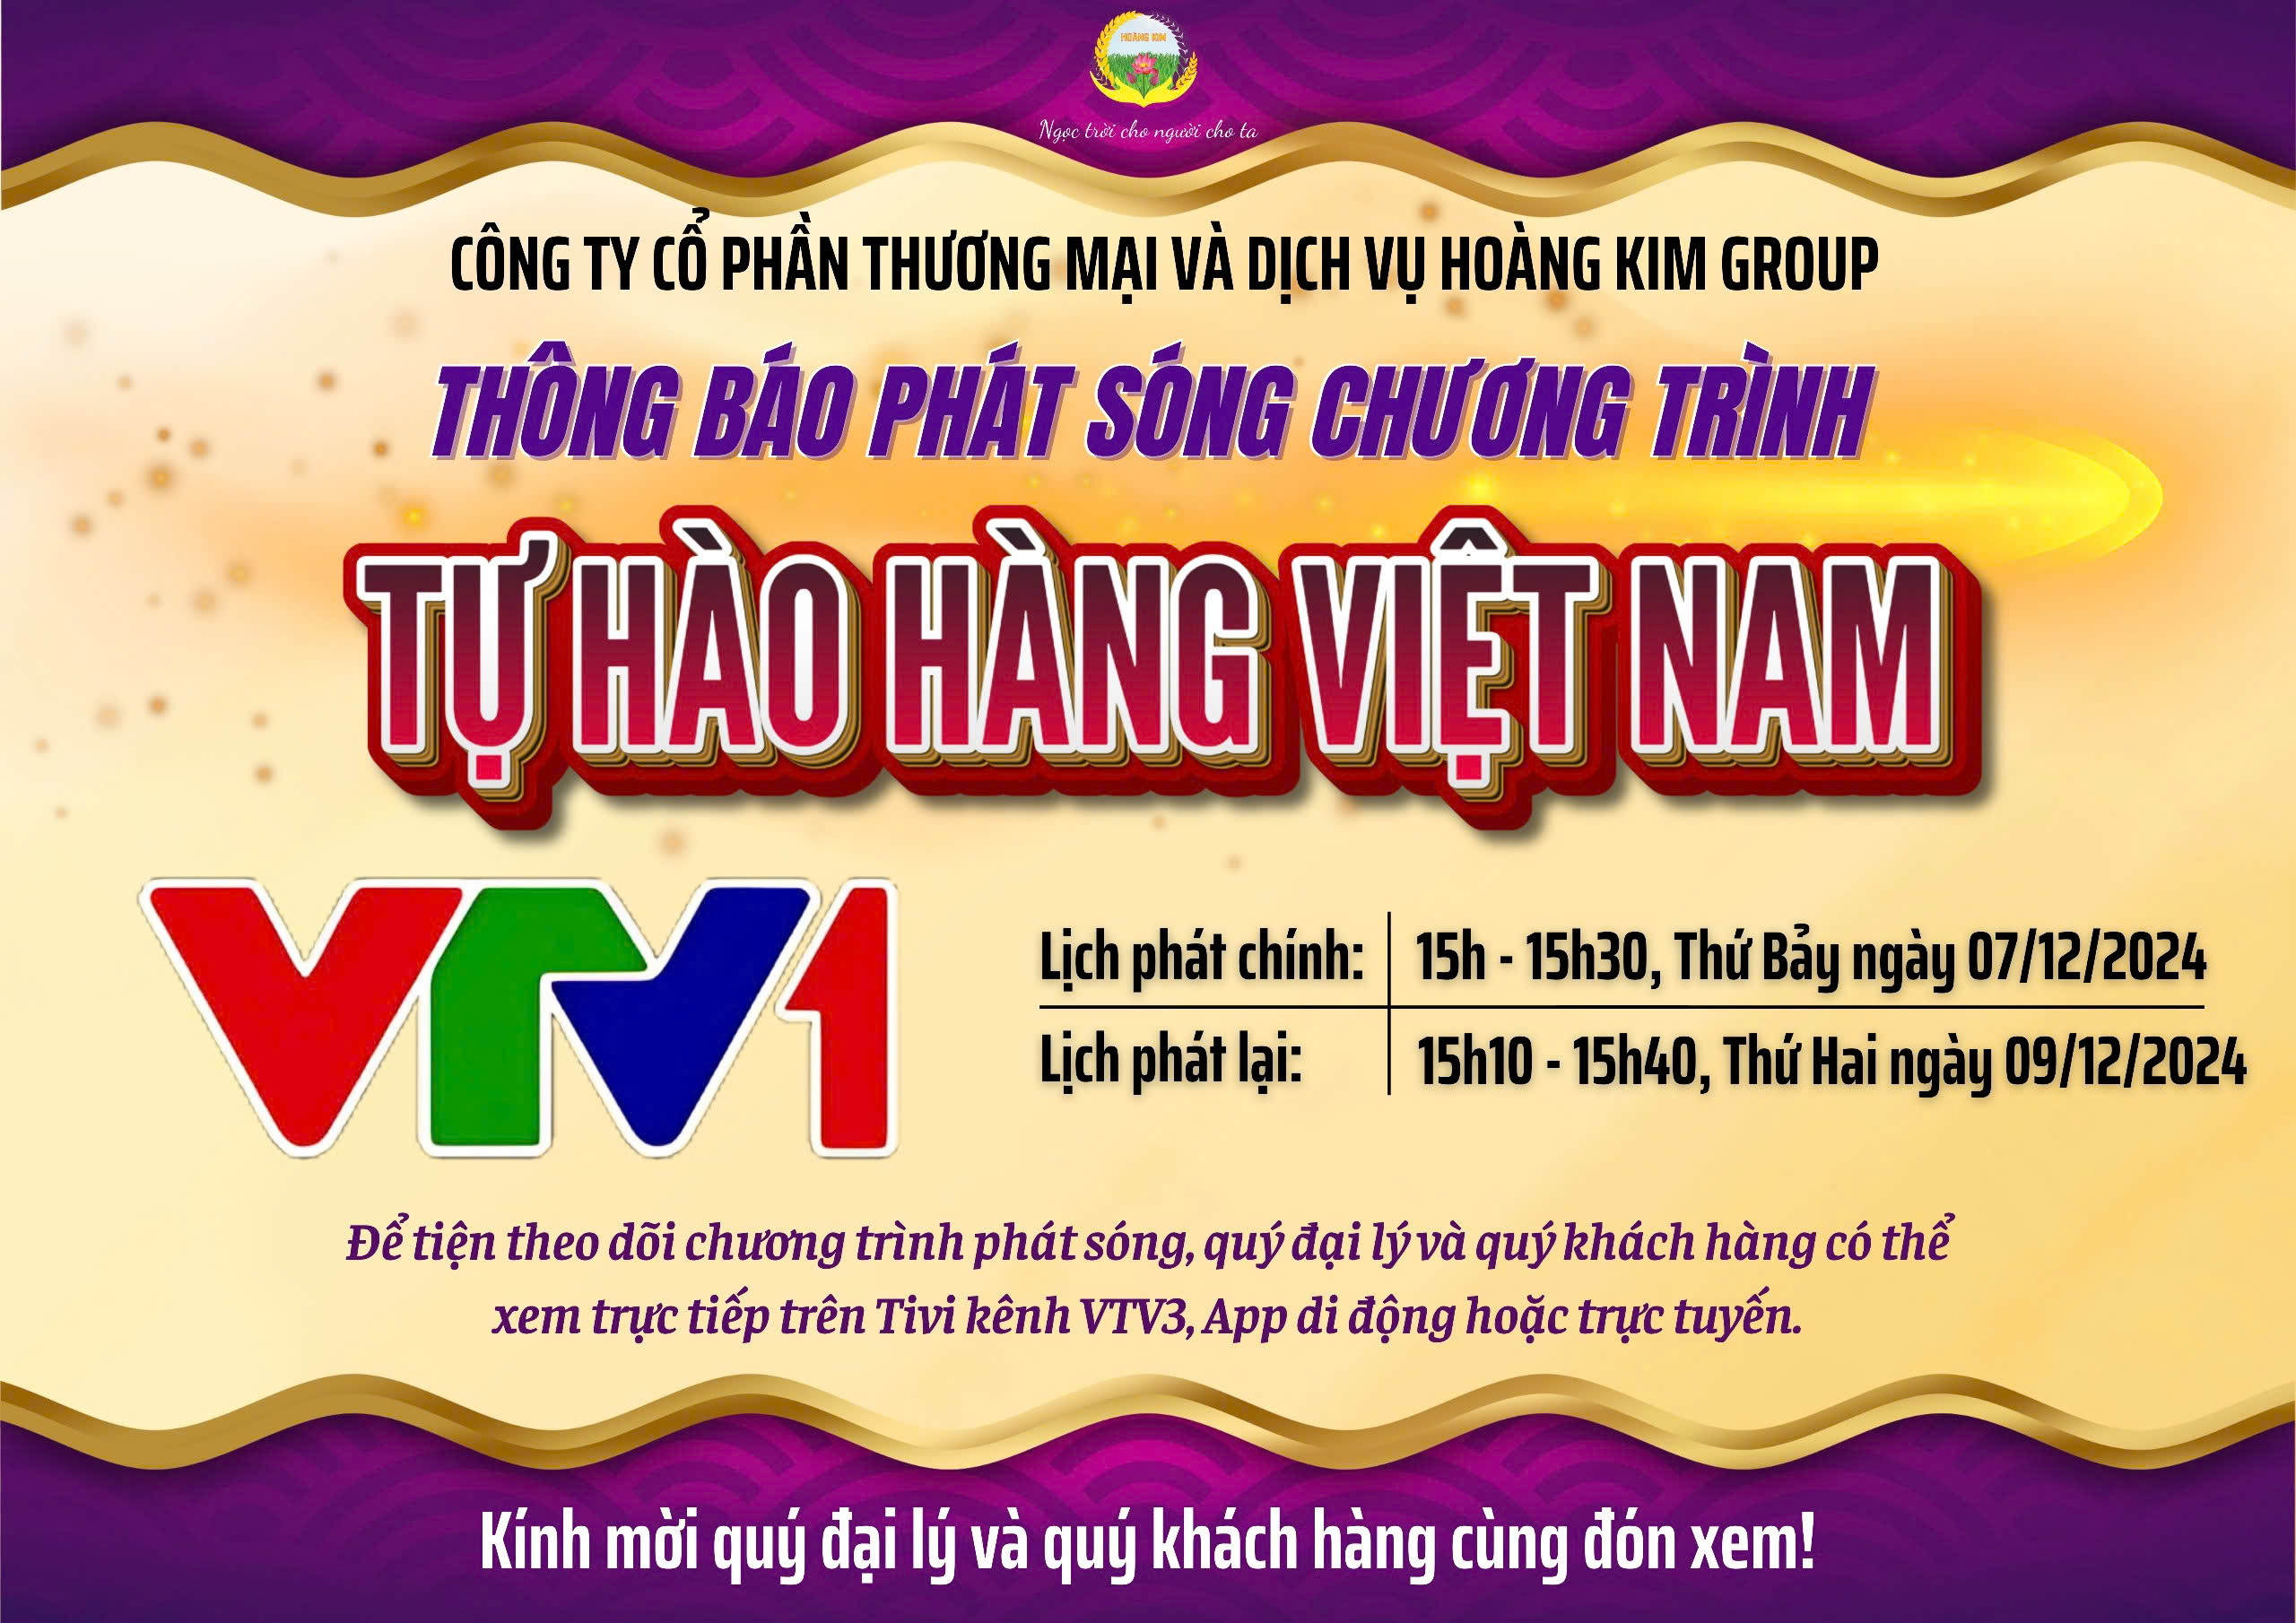 HOÀNG KIM
Ngọc trời cho người cho ta
CÔNG TY CỔ PHẦN THƯƠNG MẠI VÀ DỊCH VỤ HOÀNG KIM GROUP
THÔNG BÁO PHÁT SÓNG CHƯƠNG TRÌNH
TỰ HÀO HÀNG VIỆT NAM
VTV1
Lịch phát chính: 15h - 15h30, Thứ Bảy ngày 07/12/2024
Lịch phát lại: 15h10 - 15h40, Thứ Hai ngày 09/12/2024
Để tiện theo dõi chương trình phát sóng, quý đại lý và quý khách hàng có thể
xem trực tiếp trên Tivi kênh VTV3, App di động hoặc trực tuyến.
Kính mời quý đại lý và quý khách hàng cùng đón xem!